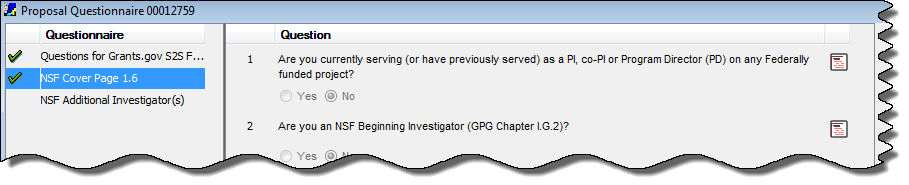 Proposal Questionnaire 00012759
Questionnaire
Questions for Grants.gov S2S F...
NSF Cover Page 1.6
NSF Additional Investigator(s)
Question
1 Are you currently serving (or have previously served) as a PI, co-PI or Program Director (PD) on any Federally
funded project?
Yes No
2 Are you an NSF Beginning Investigator (GPG Chapter I.G.2)?
Yes No